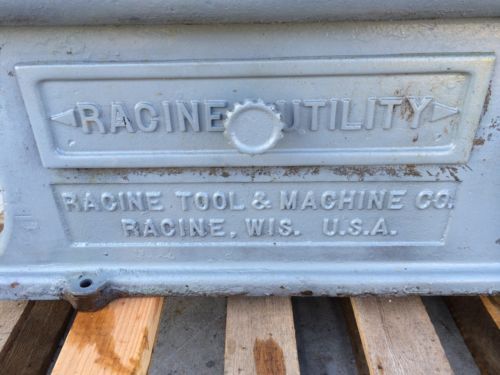 RACINE UTILITY
RACINE TOOL & MACHINE CO.
RACINE, WIS. U.S.A.